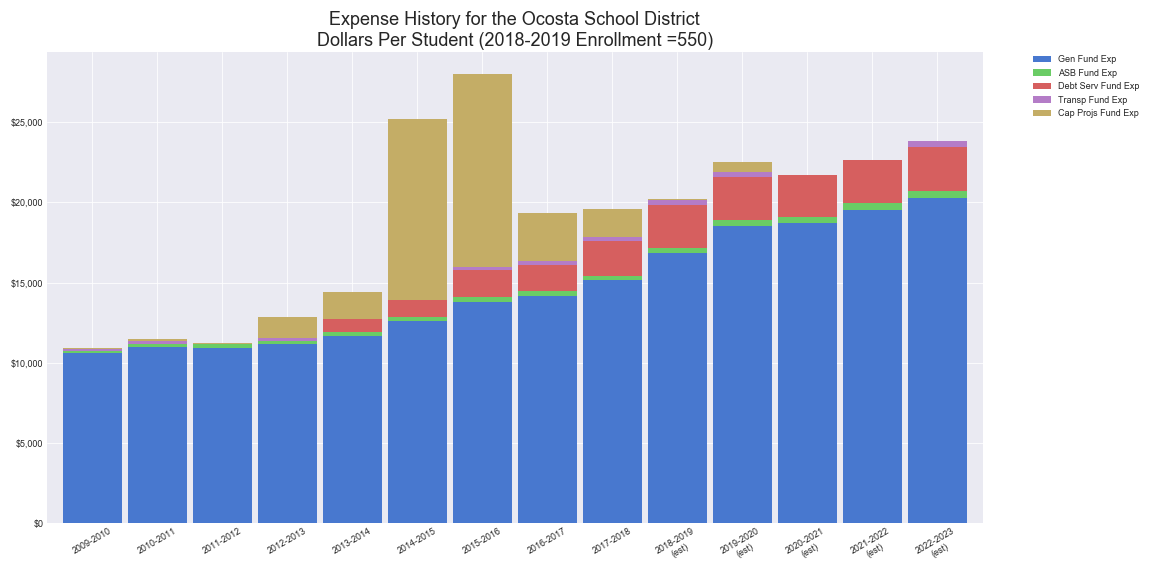 Expense History for the Ocosta School District
Dollars Per Student (2018-2019 Enrollment =550)
Gen Fund Exp
ASB Fund Exp
Debt Serv Fund Exp
Transp Fund Exp
Cap Projs Fund Exp
$25,000
$20,000
$15,000
$10,000
$5,000
$0
2009-2010
2010-2011
2011-2012
2012-2013
2013-2014
2014-2015
2015-2016
2016-2017
2017-2018
2018-2019
(est)
2019-2020
(est)
2020-2021
(est)
2021-2022
(est)
2022-2023
(est)